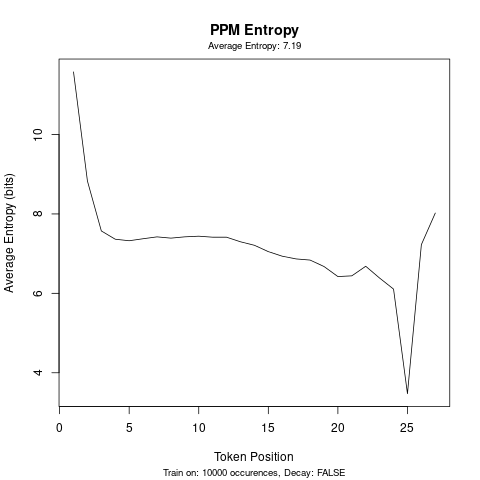 PPM Entropy
Average Entropy: 7.19
Average Entropy (bits)
10
8
6
4
0 5 10 15 20 25
Token Position
Train on: 10000 occurences, Decay: FALSE